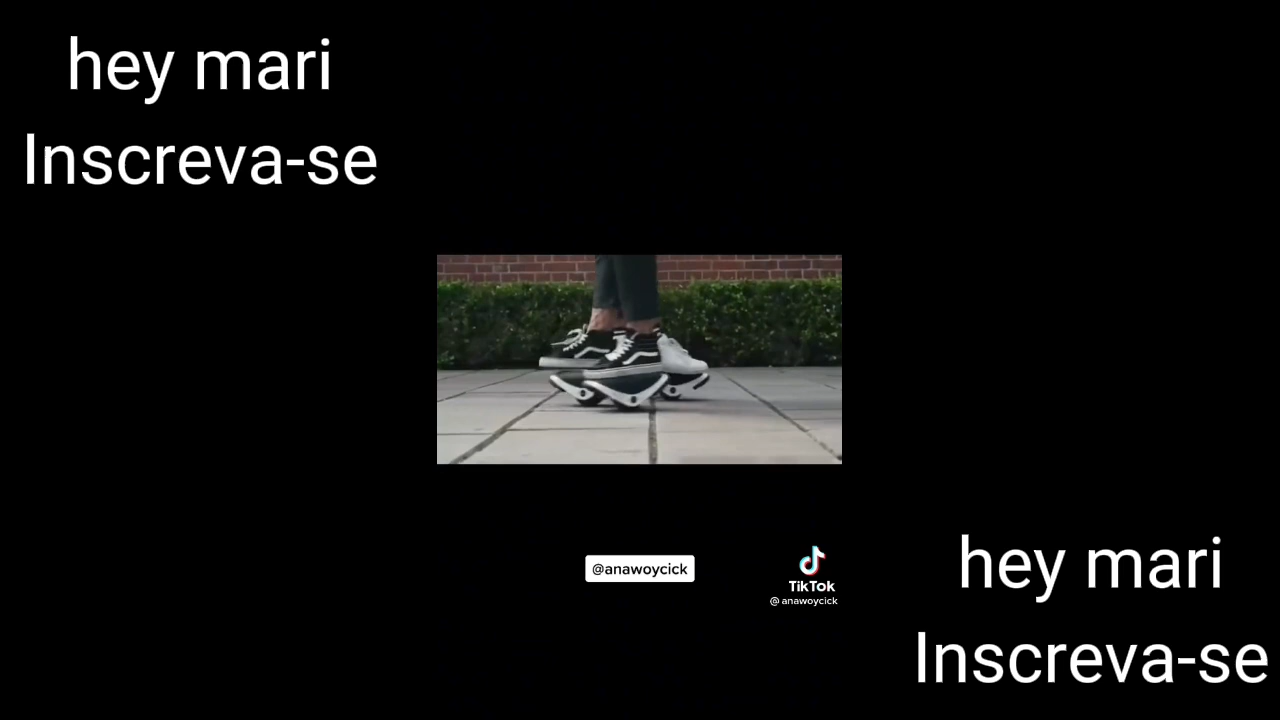 hey mari
Inscreva-se
@anawoycick
TikTok
@anawoycick
hey mari
Inscreva-se